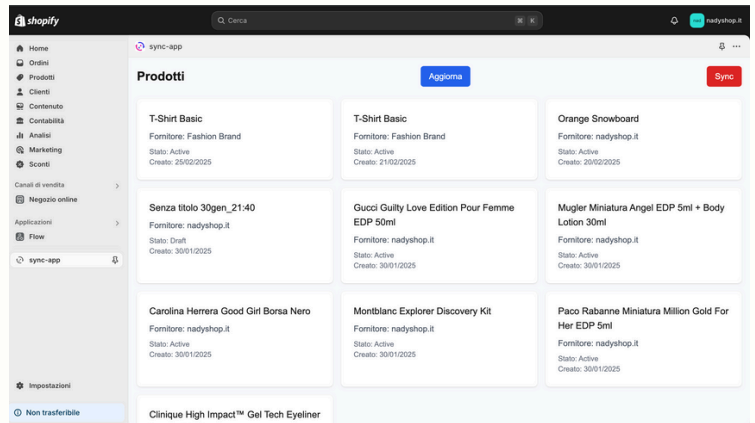 shopify
Cerca
⌘ K
nad
nadyshop.it
Home
Ordini
Prodotti
Clienti
Contenuto
Contabilità
Analisi
Marketing
Sconti
Canali di vendita
Negozio online
Applicazioni
Flow
sync-app
Impostazioni
Non trasferibile
sync-app
Prodotti
Aggiorna
Sync
T-Shirt Basic
Fornitore: Fashion Brand
Stato: Active
Creato: 25/02/2025
T-Shirt Basic
Fornitore: Fashion Brand
Stato: Active
Creato: 21/02/2025
Orange Snowboard
Fornitore: nadyshop.it
Stato: Active
Creato: 20/02/2025
Senza titolo 30gen_21:40
Fornitore: nadyshop.it
Stato: Draft
Creato: 30/01/2025
Gucci Guilty Love Edition Pour Femme
EDP 50ml
Fornitore: nadyshop.it
Stato: Active
Creato: 30/01/2025
Mugler Miniatura Angel EDP 5ml + Body
Lotion 30ml
Fornitore: nadyshop.it
Stato: Active
Creato: 30/01/2025
Carolina Herrera Good Girl Borsa Nero
Fornitore: nadyshop.it
Stato: Active
Creato: 30/01/2025
Montblanc Explorer Discovery Kit
Fornitore: nadyshop.it
Stato: Active
Creato: 30/01/2025
Paco Rabanne Miniatura Million Gold For
Her EDP 5ml
Fornitore: nadyshop.it
Stato: Active
Creato: 30/01/2025
Clinique High Impact™ Gel Tech Eyeliner